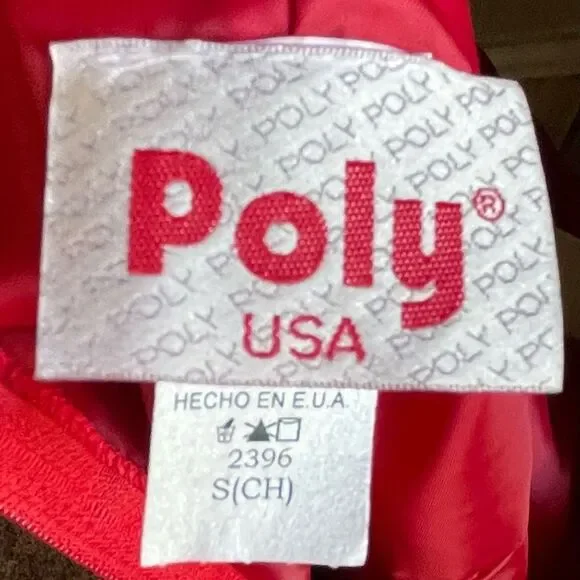 Poly®
USA
HECHO EN E.U.A.
2396
S(CH)